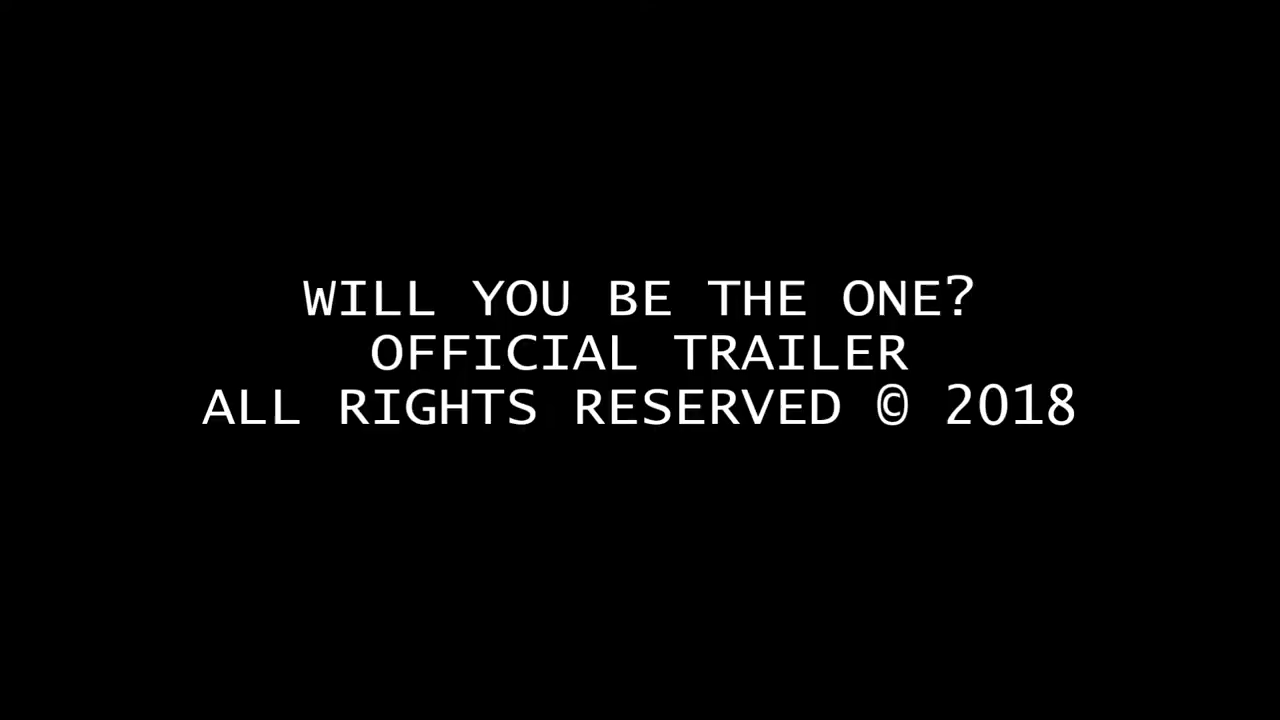 WILL YOU BE THE ONE?
OFFICIAL TRAILER
ALL RIGHTS RESERVED © 2018